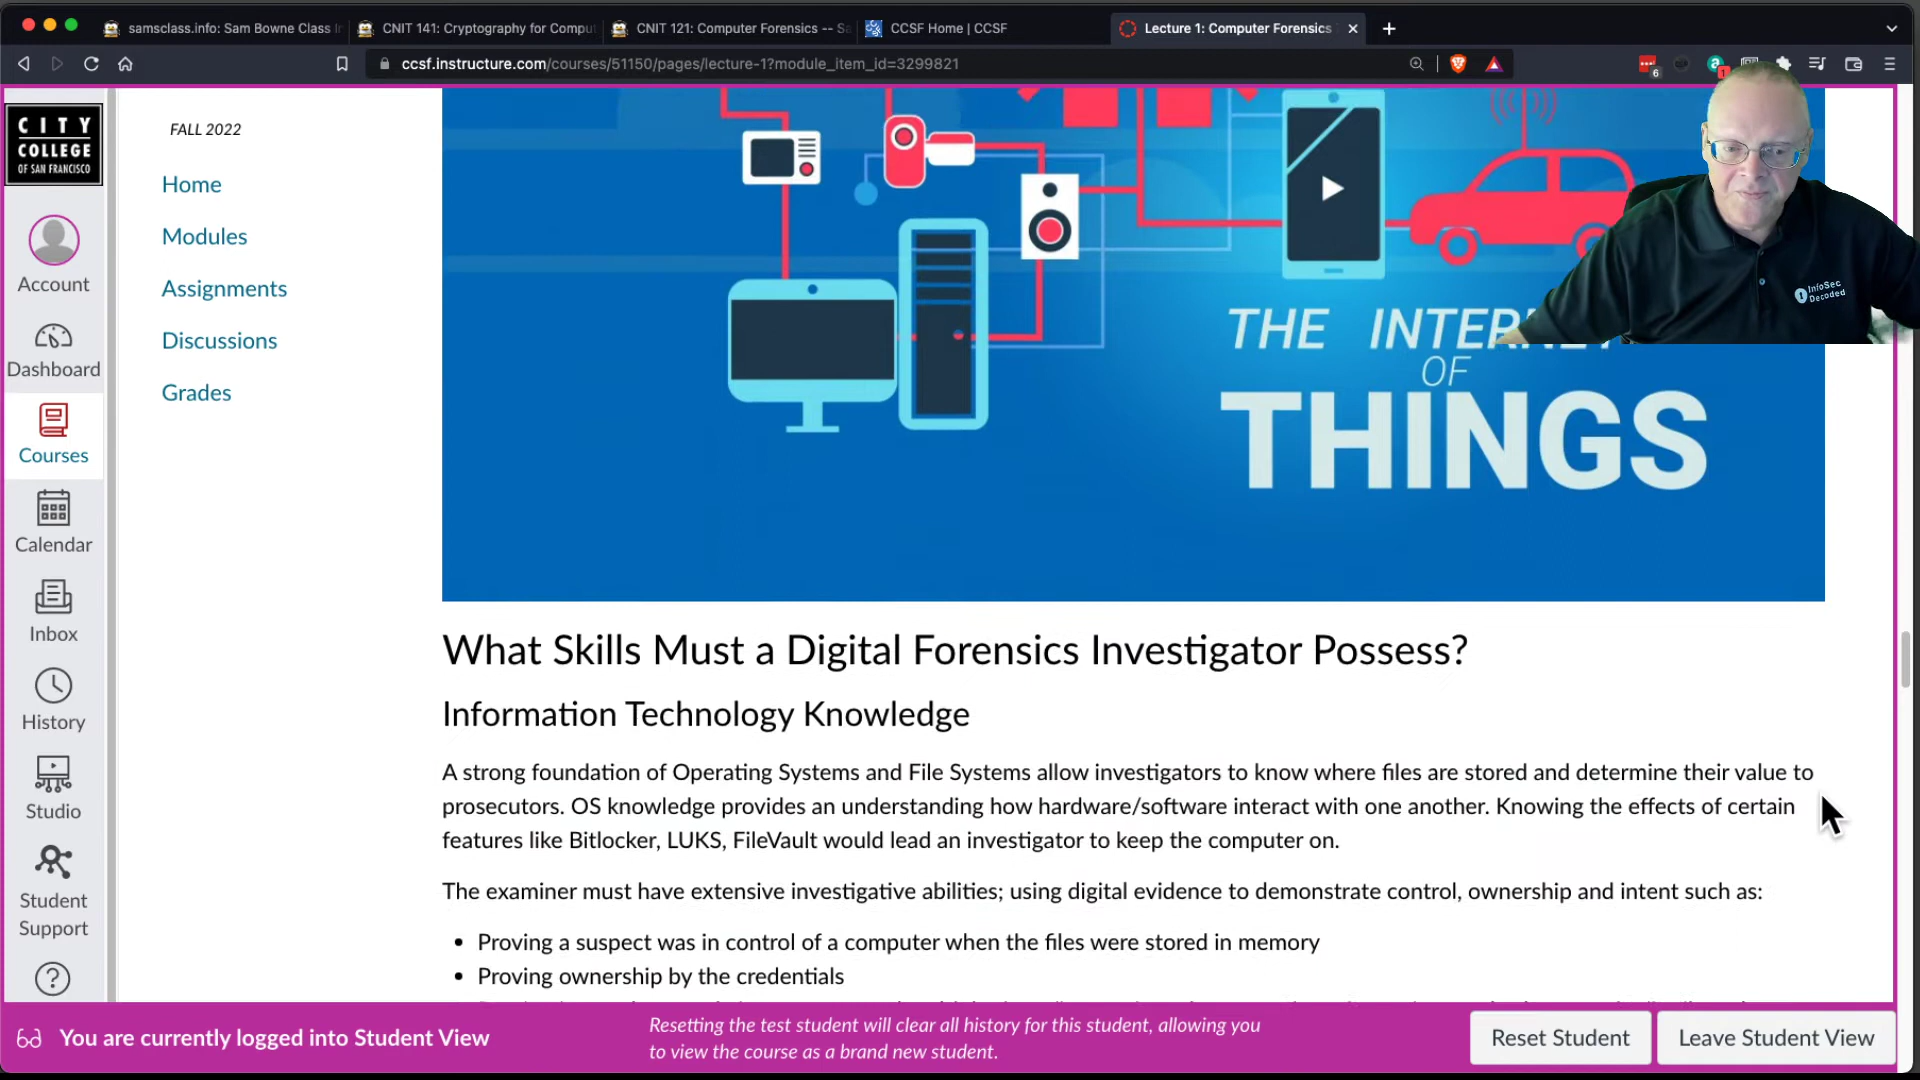 samsclass.info: Sam Bowne Class In
CNIT 141: Cryptography for Compu
CNIT 121: Computer Forensics -- Sa
CCSF Home | CCSF
Lecture 1: Computer Forensics
ccsf.instructure.com/courses/51150/pages/lecture-1?module_item_id=3299821
6
1
CITY
COLLEGE
OF SAN FRANCISCO
Account
Dashboard
Courses
Calendar
Inbox
History
Studio
Student
Support
FALL 2022
Home
Modules
Assignments
Discussions
Grades
THE
OF
THINGS
InfoSec
Decoded
What Skills Must a Digital Forensics Investigator Possess?
Information Technology Knowledge
A strong foundation of Operating Systems and File Systems allow investigators to know where files are stored and determine their value to
prosecutors. OS knowledge provides an understanding how hardware/software interact with one another. Knowing the effects of certain
features like Bitlocker, LUKS, FileVault would lead an investigator to keep the computer on.
The examiner must have extensive investigative abilities; using digital evidence to demonstrate control, ownership and intent such as:
• Proving a suspect was in control of a computer when the files were stored in memory
• Proving ownership by the credentials
You are currently logged into Student View
Resetting the test student will clear all history for this student, allowing you
to view the course as a brand new student.
Reset Student
Leave Student View